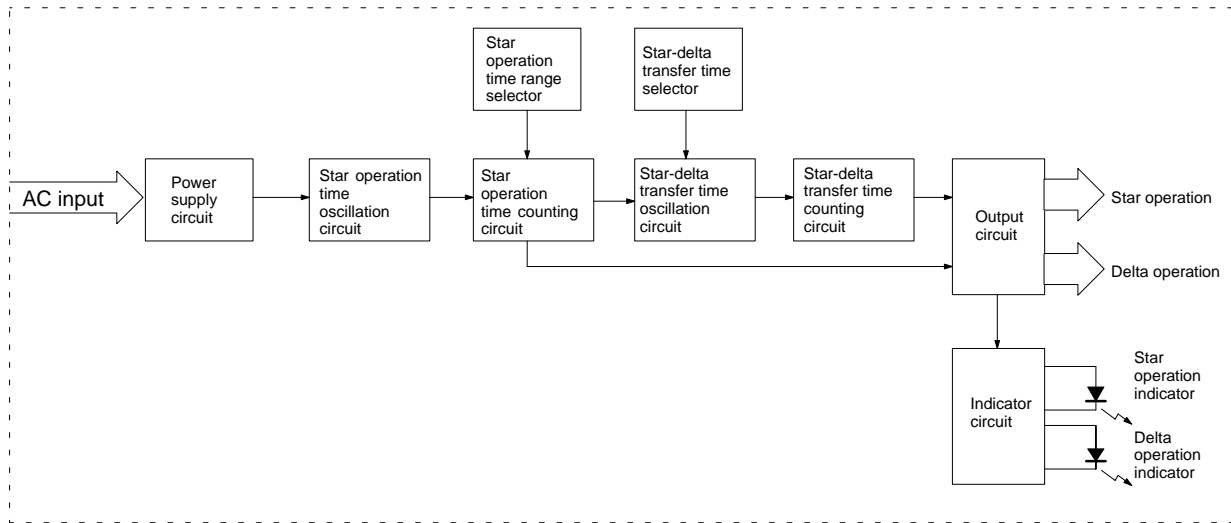 Star
operation
time range
selector
Star-delta
transfer time
selector
AC input
Power
supply
circuit
Star operation
time
oscillation
circuit
Star
operation
time counting
circuit
Star-delta
transfer time
oscillation circuit
Star-delta
transfer time
counting
circuit
Output
circuit
Star operation
Delta operation
Indicator
circuit
Star
operation
indicator
Delta
operation
indicator